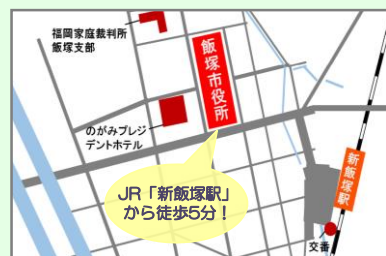 福岡家庭裁判所
飯塚支部
飯塚市役所
のがみプレジ
デントホテル
新飯塚駅
JR「新飯塚駅」
から徒歩5分！
交番